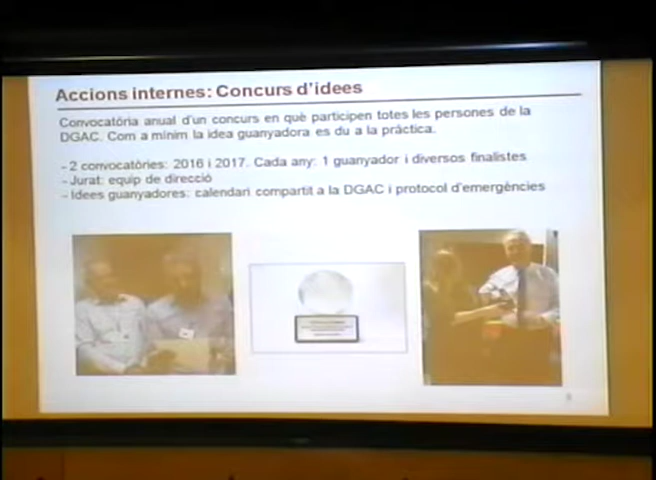 Accions internes: Concurs d'idees
Convocatòria anual d'un concurs en què participen totes les persones de la
DGAC. Com a mínim la idea guanyadora es du a la pràctica.
- 2 convocatòries: 2016 i 2017. Cada any: 1 guanyador i diversos finalistes
- Jurat: equip de direcció
- Idees guanyadores: calendari compartit a la DGAC i protocol d'emergències